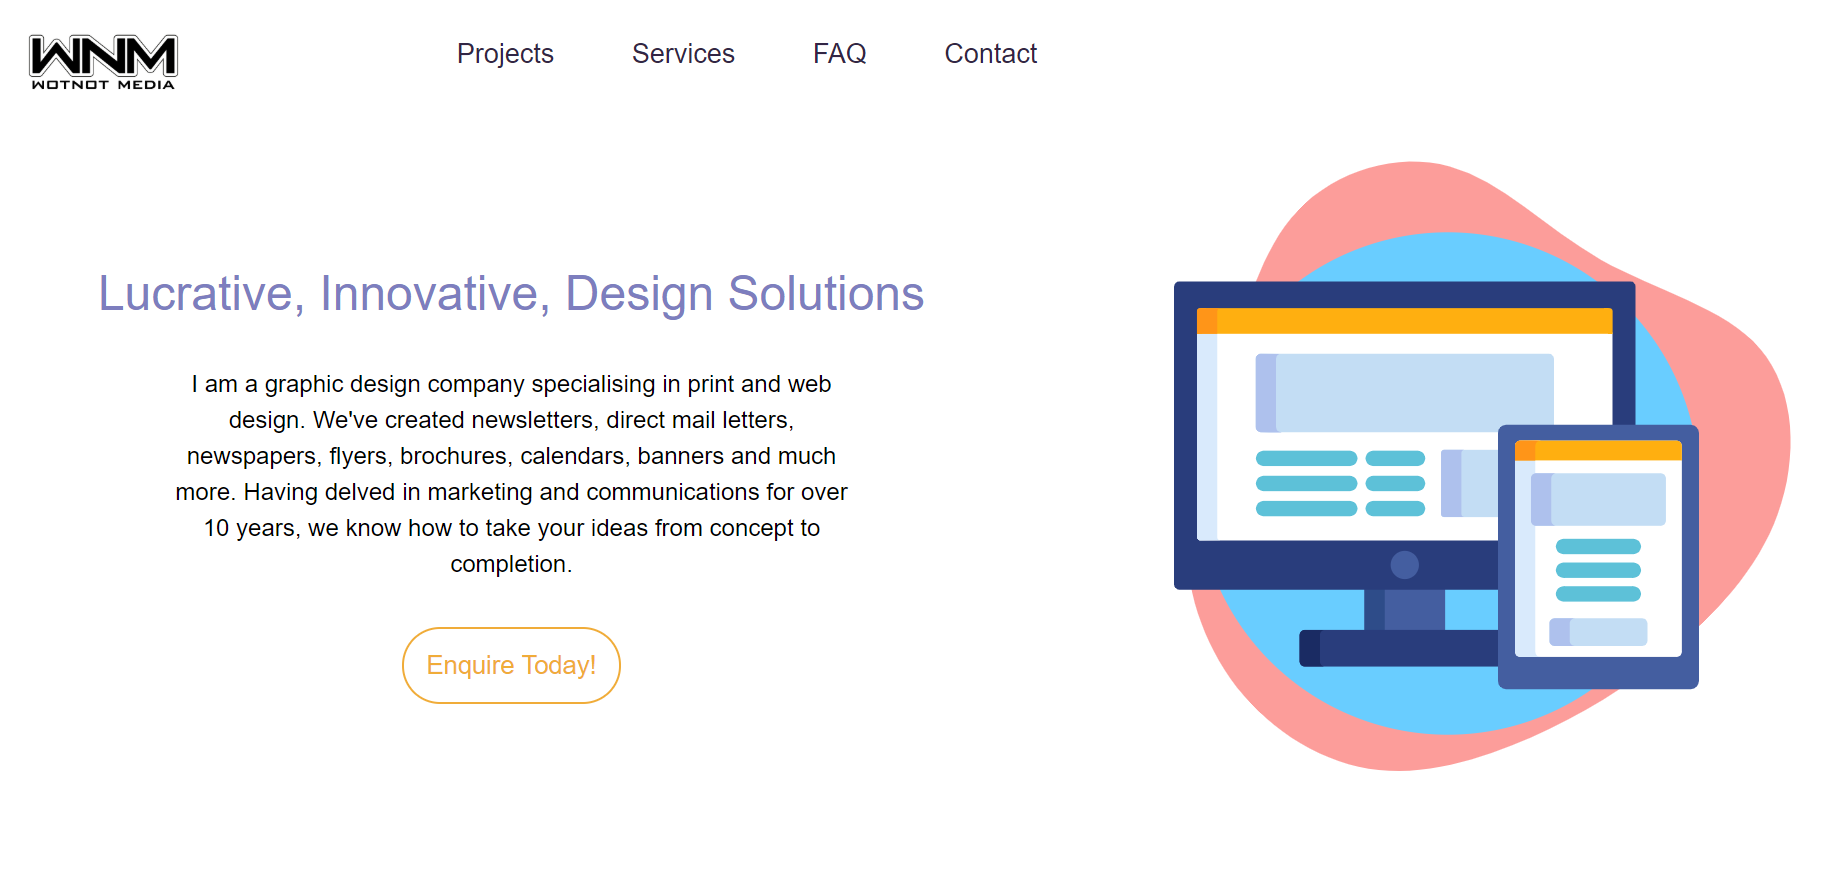 WNM
WOTNOT MEDIA
Projects Services FAQ Contact
Lucrative, Innovative, Design Solutions
I am a graphic design company specialising in print and web
design. We've created newsletters, direct mail letters,
newspapers, flyers, brochures, calendars, banners and much
more. Having delved in marketing and communications for over
10 years, we know how to take your ideas from concept to
completion.
Enquire Today!